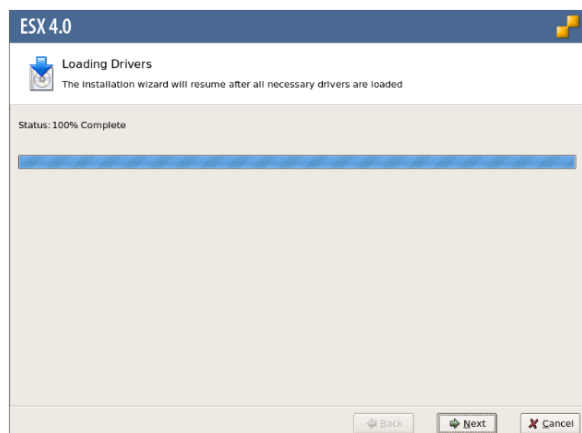 ESX 4.0
Loading Drivers
The installation wizard will resume after all necessary drivers are loaded
Status: 100% Complete
Back Next Cancel